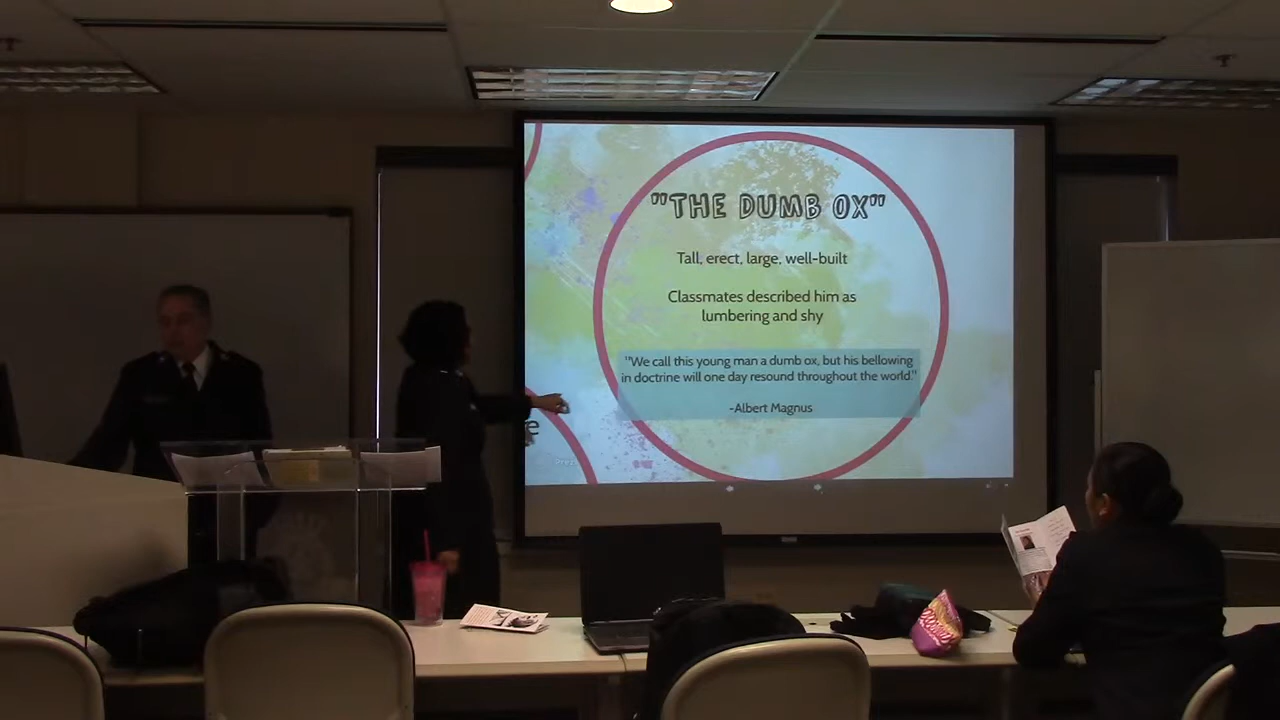 "THE DUMB OX"
Tall, erect, large, well-built
Classmates described him as
lumbering and shy
"We call this young man a dumb ox, but his bellowing
in doctrine will one day resound throughout the world."
-Albert Magnus
e